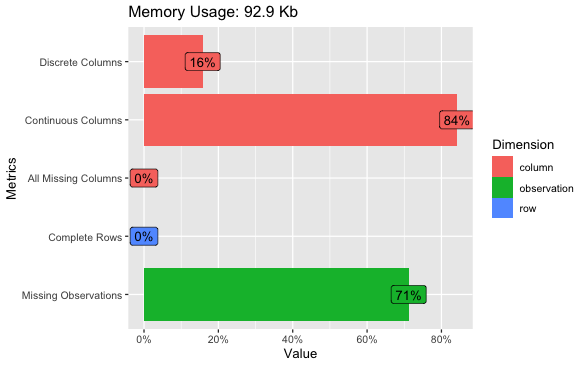 Memory Usage: 92.9 Kb
Metrics
Discrete Columns
16%
Continuous Columns
84%
All Missing Columns
0%
Complete Rows
0%
Missing Observations
71%
0% 20% 40% 60% 80%
Value
Dimension
column
observation
row